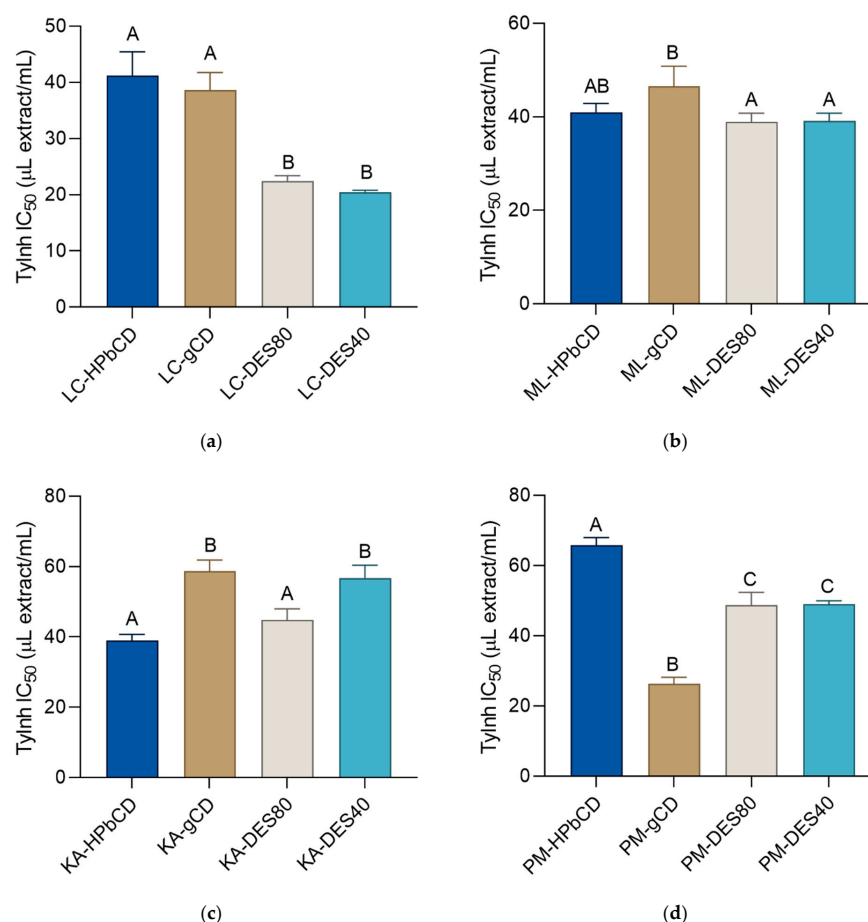 TyInh IC50 (μL extract/mL)
50
40
30
20
10
0
A
A
B
B
LC-HPbCD
LC-gCD
LC-DES80
LC-DES40
(a)
TyInh IC50 (μL extract/mL)
60
40
20
0
AB
B
A
A
ML-HPbCD
ML-gCD
ML-DES80
ML-DES40
(b)
TyInh IC50 (μL extract/mL)
80
60
40
20
0
A
B
A
B
KA-HPbCD
KA-gCD
KA-DES80
KA-DES40
(c)
TyInh IC50 (μL extract/mL)
80
60
40
20
0
A
B
C
C
PM-HPbCD
PM-gCD
PM-DES80
PM-DES40
(d)